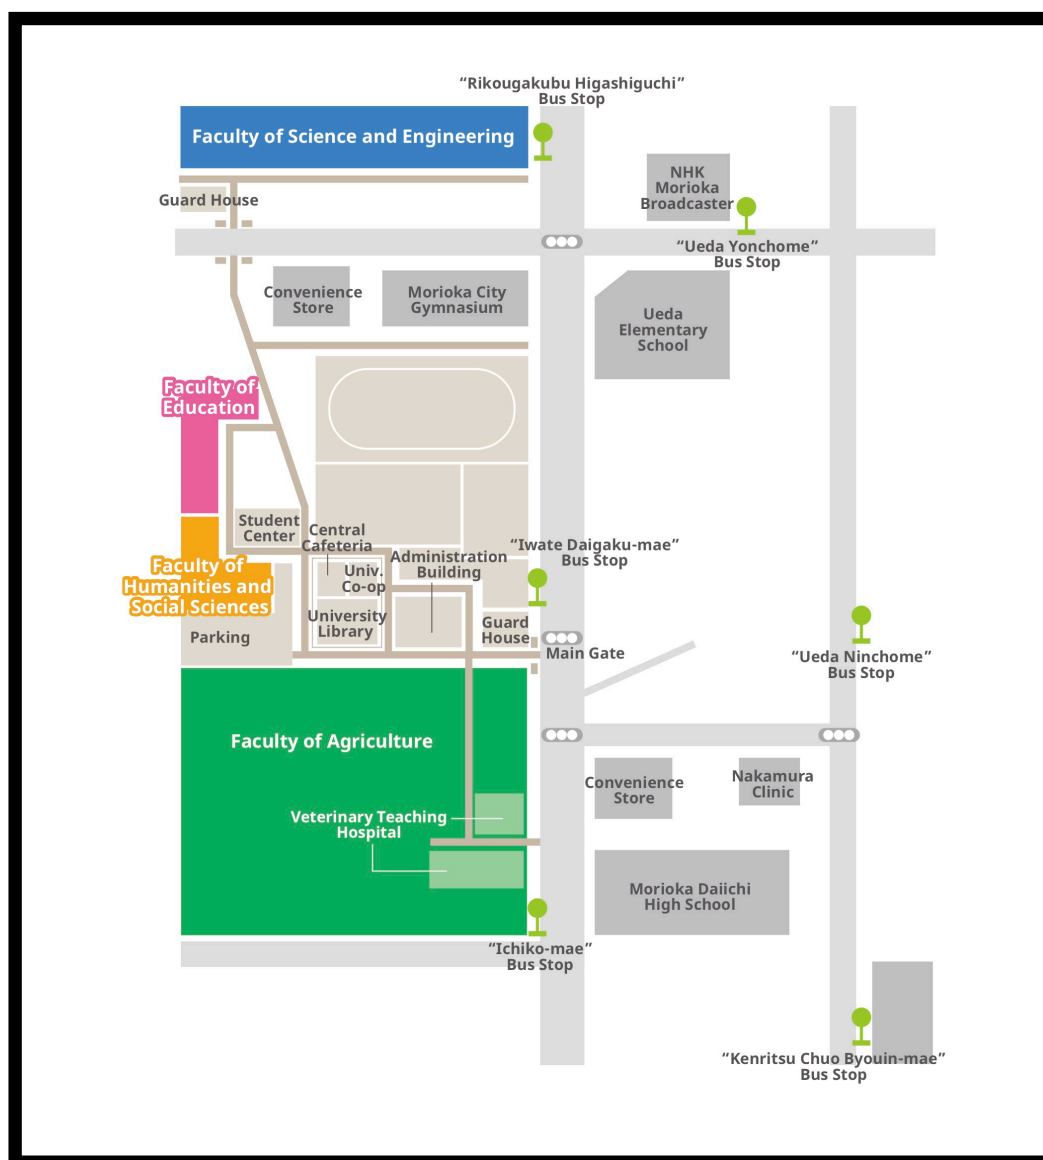 “Rikougakubu Higashiguchi”
Bus Stop
Faculty of Science and Engineering
NHK
Morioka
Broadcaster
Guard House
“Ueda Yonchome”
Bus Stop
Convenience
Store
Morioka City
Gymnasium
Ueda
Elementary
School
Faculty of
Education
Student
Center
Central
Cafeteria
Administration
Building
“Iwate Daigaku-mae”
Bus Stop
Faculty of
Humanities and
Social Sciences
Univ.
Co-op
University
Library
Guard
House
Parking
Main Gate
“Ueda Ninchome”
Bus Stop
Faculty of Agriculture
Convenience
Store
Nakamura
Clinic
Veterinary Teaching
Hospital
Morioka Daiichi
High School
“Ichiko-mae”
Bus Stop
“Kenritsu Chuo Byouin-mae”
Bus Stop